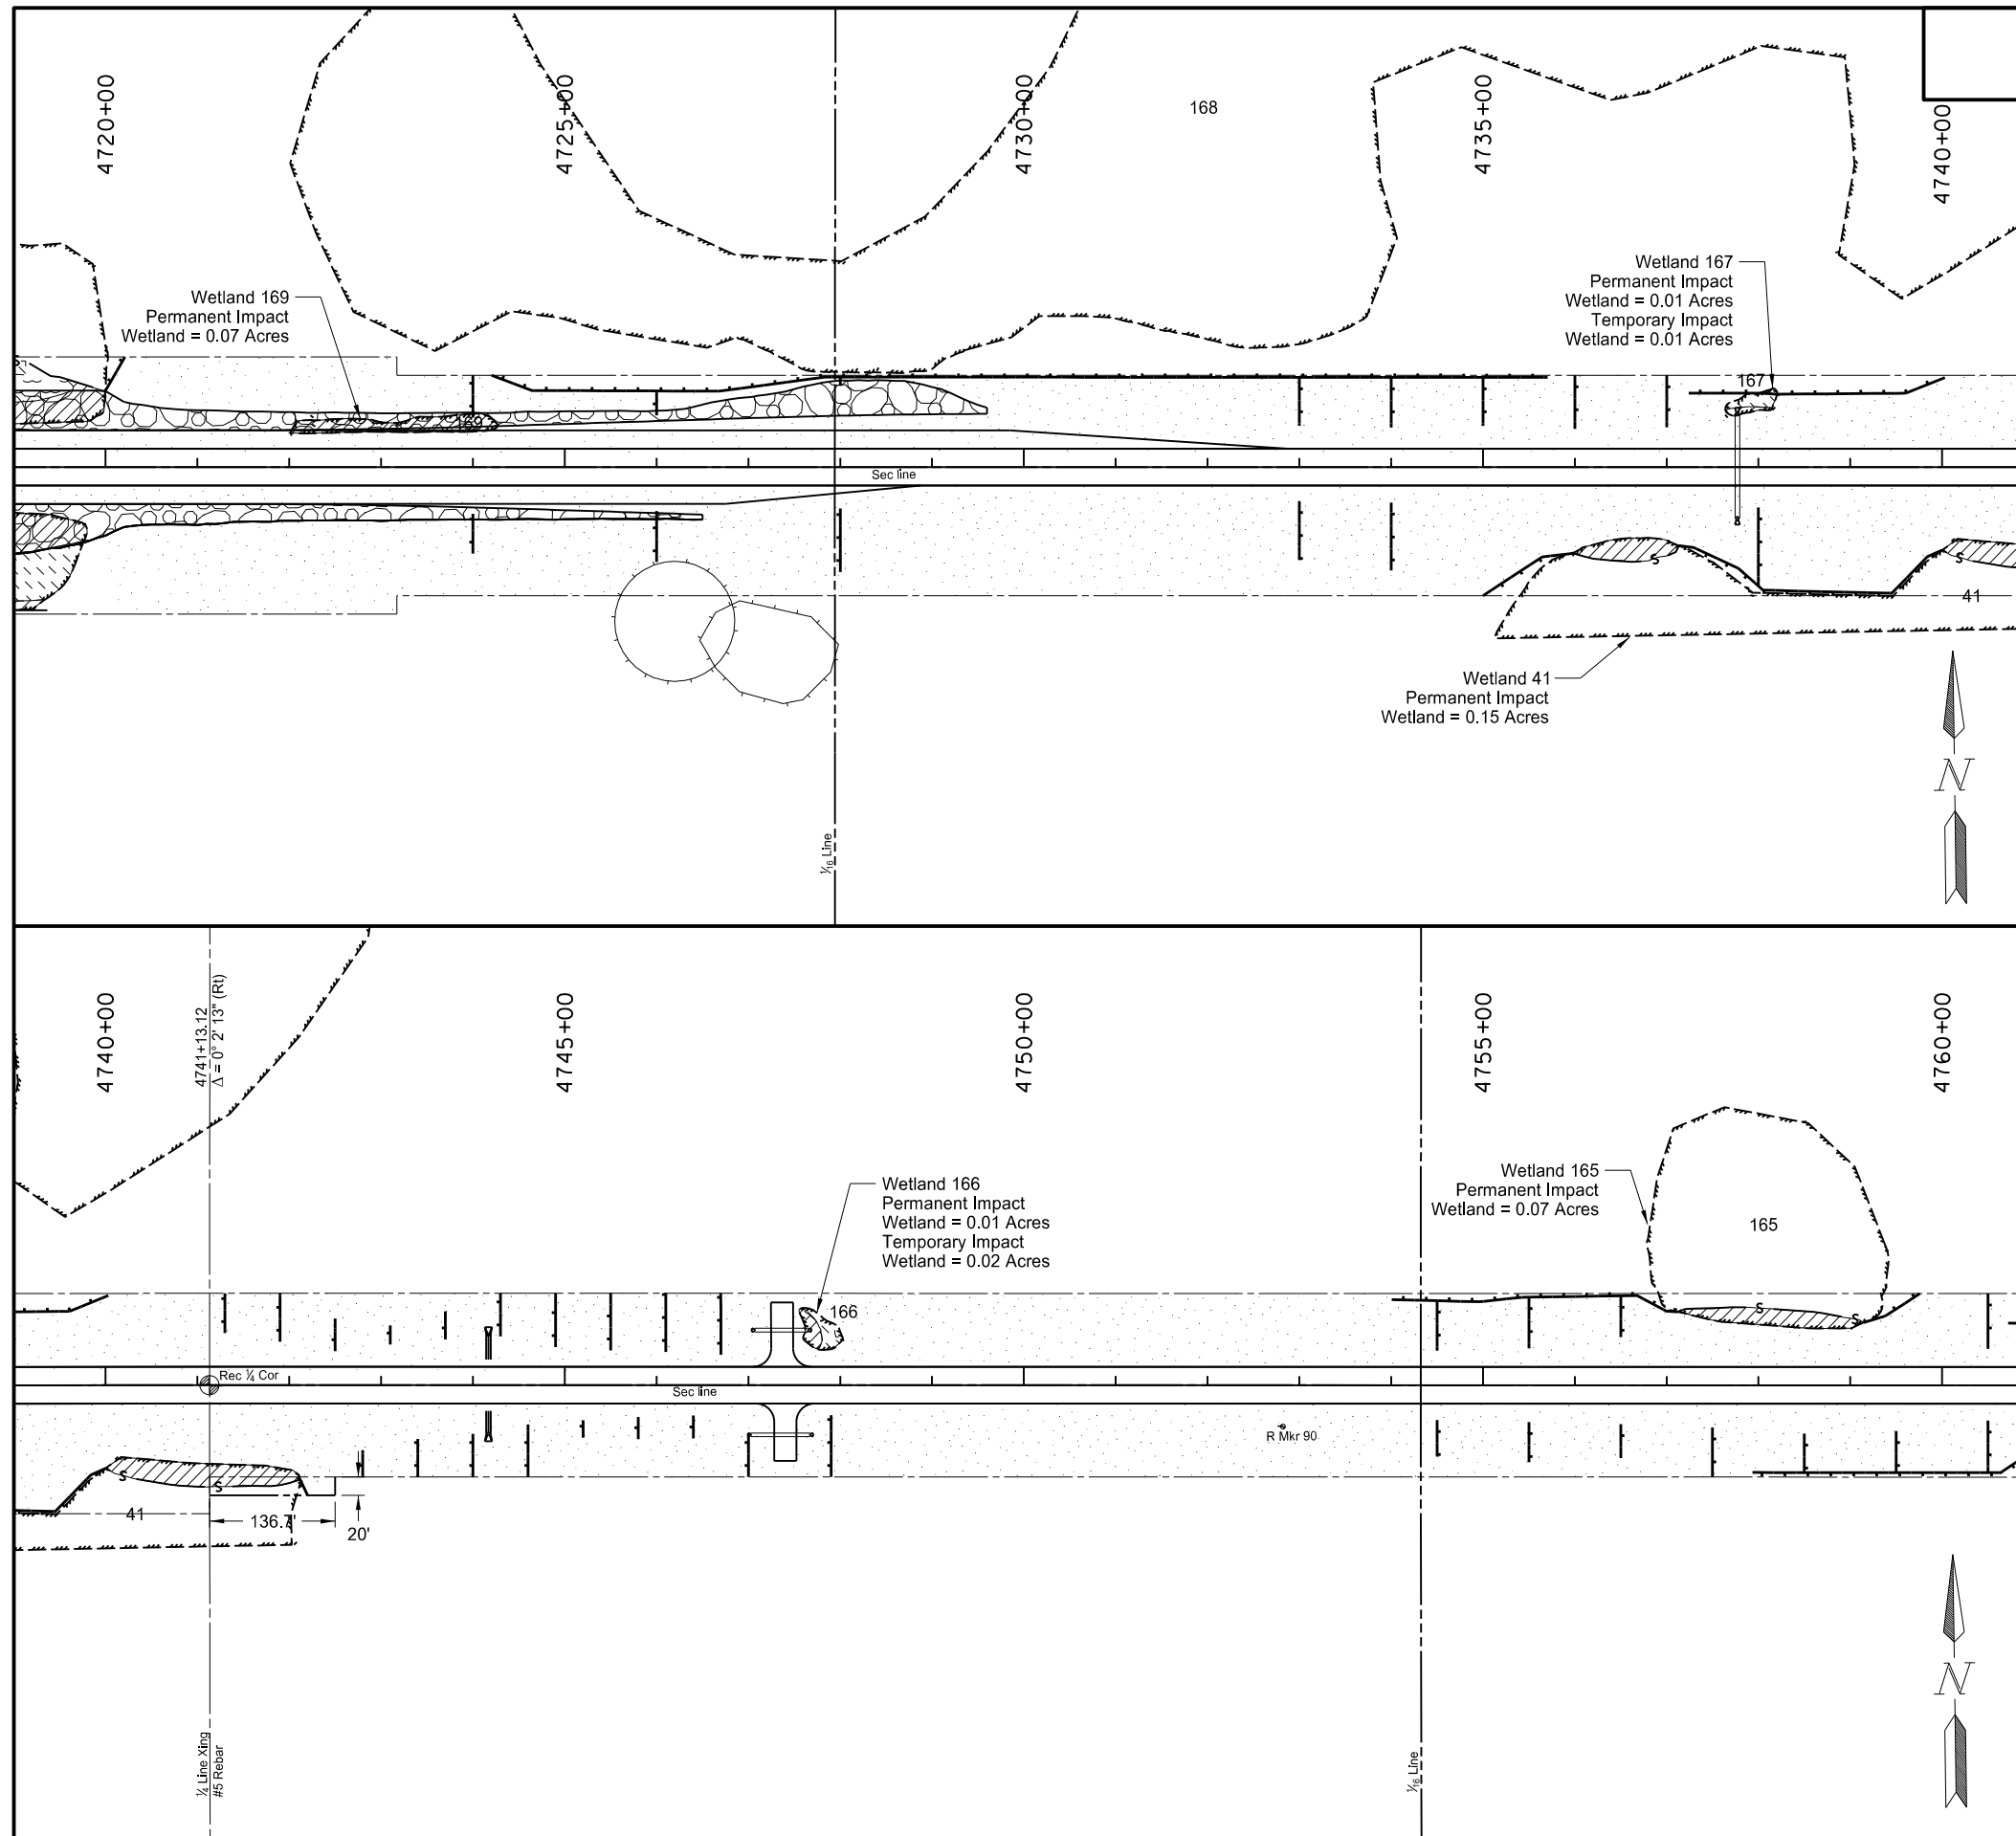 4720+00
4725+00
4730+00
4735+00
4740+00
168
Wetland 169
Permanent Impact
Wetland = 0.07 Acres
Wetland 167
Permanent Impact
Wetland = 0.01 Acres
Temporary Impact
Wetland = 0.01 Acres
167
169
S
Sec line
S
S
41
Wetland 41
Permanent Impact
Wetland = 0.15 Acres
N
1/16 Line
4740+00
4741+13.12
Δ = 0° 2' 13" (Rt)
4745+00
4750+00
4755+00
4760+00
Wetland 166
Permanent Impact
Wetland = 0.01 Acres
Temporary Impact
Wetland = 0.02 Acres
Wetland 165
Permanent Impact
Wetland = 0.07 Acres
165
166
S
S
Rec 1/4 Cor
Sec line
R Mkr 90
S
S
41
136.7'
20'
N
1/4 Line Xing
#5 Rebar
1/16 Line